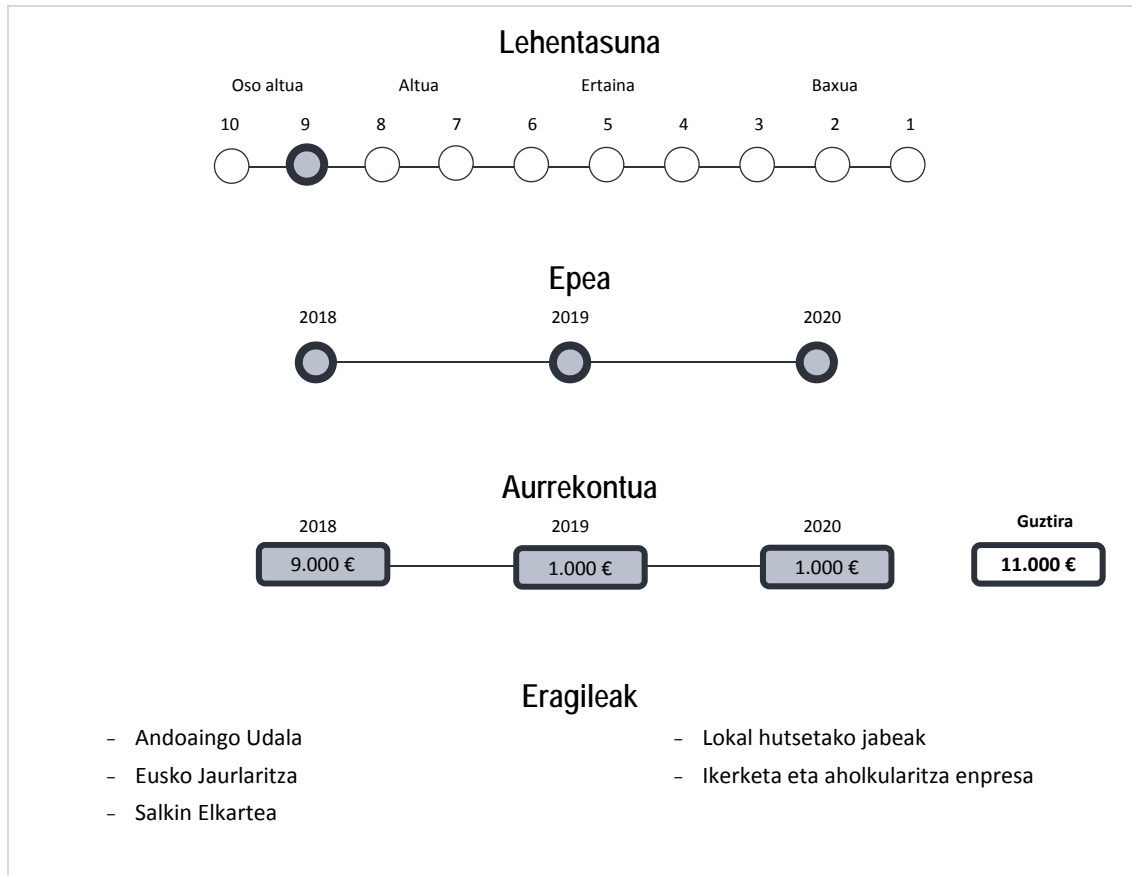 Lehentasuna
Oso altua Altua Ertaina Baxua
10 9 8 7 6 5 4 3 2 1
Epea
2018 2019 2020
Aurrekontua
2018 2019 2020 Guztira
9.000 € 1.000 € 1.000 € 11.000 €
Eragileak
- Andoaingo Udala
- Eusko Jaurlaritza
- Salkin Elkartea
- Lokal hutsetako jabeak
- Ikerketa eta aholkularitza enpresa